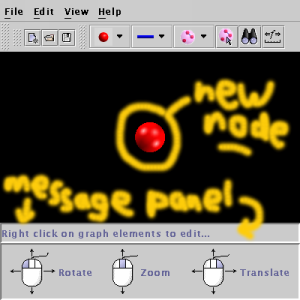 File Edit View Help
new
node
message panel
Right click on graph elements to edit...
Rotate Zoom Translate